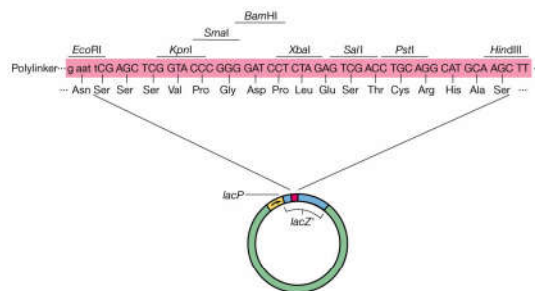 BamHI
SmaI
EcoRI KpnI XbaI SalI PstI HindIII
Polylinker ··· g aat tCG AGC TCG GTA CCC GGG GAT CCT CTA GAG TCG ACC TGC AGG CAT GCA AGC TT ···
··· Asn Ser Ser Ser Val Pro Gly Asp Pro Leu Glu Ser Thr Cys Arg His Ala Ser ···
lacP
lacZ'